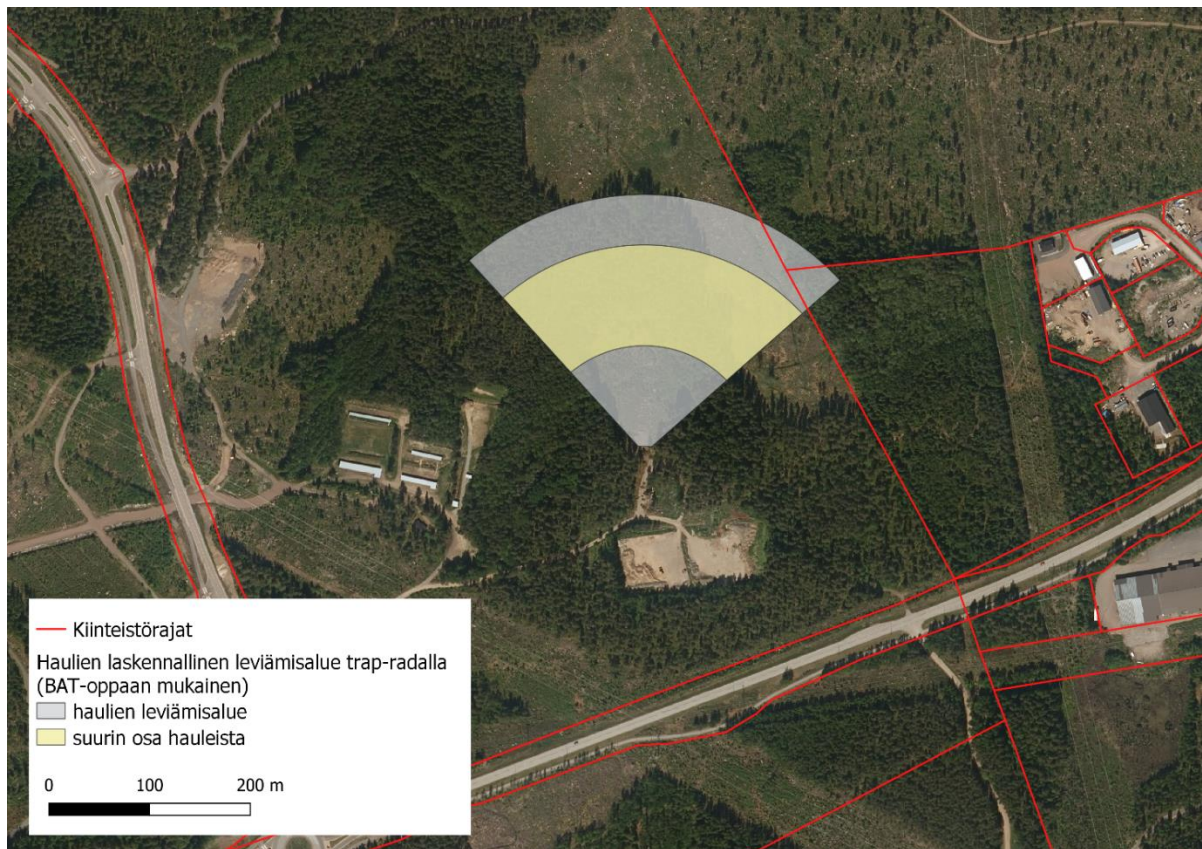 Kiinteistörajat
Haulien laskennallinen leviämisalue trap-radalla
(BAT-oppaan mukainen)
haulien leviämisalue
suurin osa hauleista
0 100 200 m